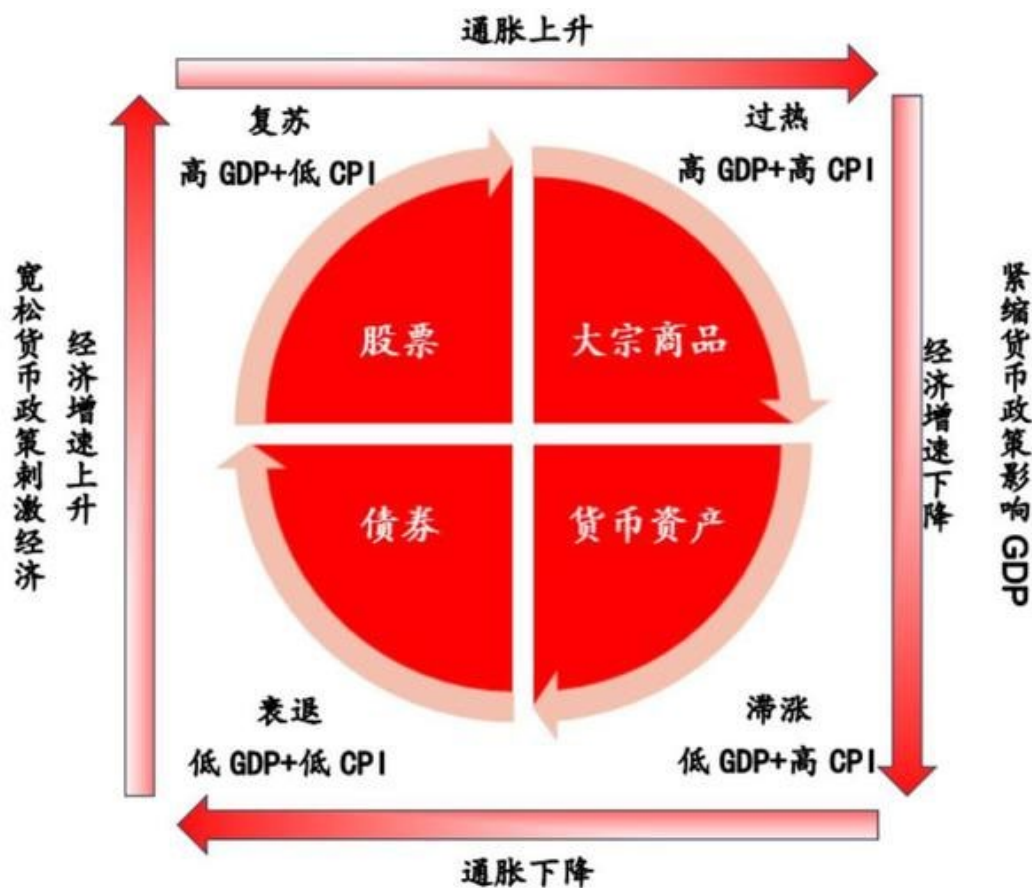 通胀上升
复苏
高 GDP+低 CPI
过热
高 GDP+高 CPI
宽松货币政策刺激经济
经济增速上升
股票
大宗商品
债券
货币资产
经济增速下降
紧缩货币政策影响 GDP
衰退
低 GDP+低 CPI
滞涨
低 GDP+高 CPI
通胀下降